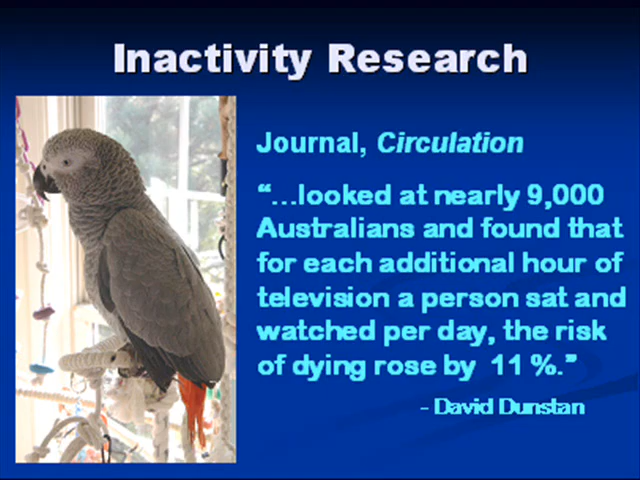 Inactivity Research
Journal, Circulation
“...looked at nearly 9,000
Australians and found that
for each additional hour of
television a person sat and
watched per day, the risk
of dying rose by 11 %.”
- David Dunstan